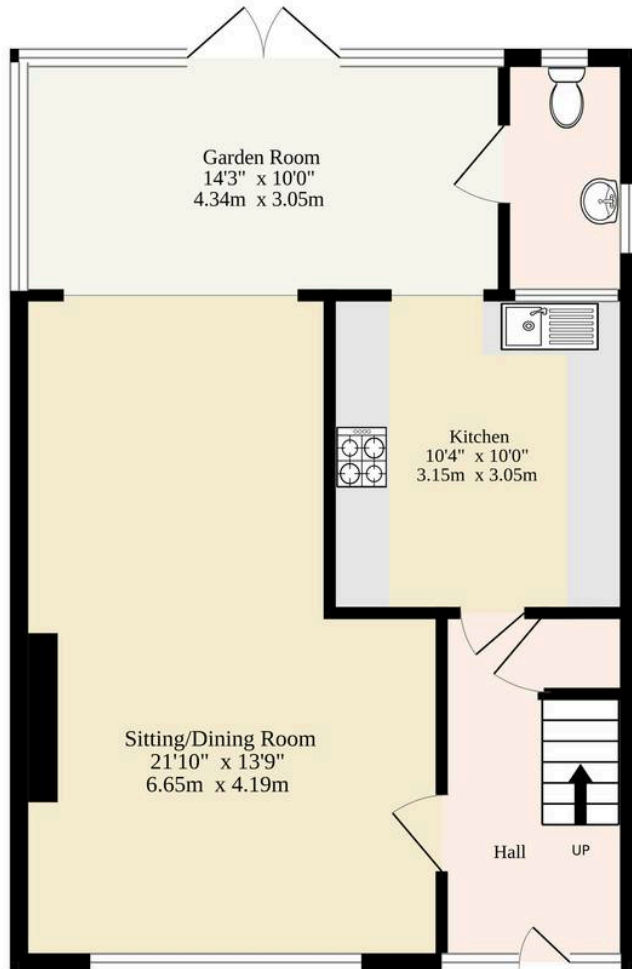 Garden Room
14'3" x 10'0"
4.34m x 3.05m
Kitchen
10'4" x 10'0"
3.15m x 3.05m
Sitting/Dining Room
21'10" x 13'9"
6.65m x 4.19m
Hall
UP